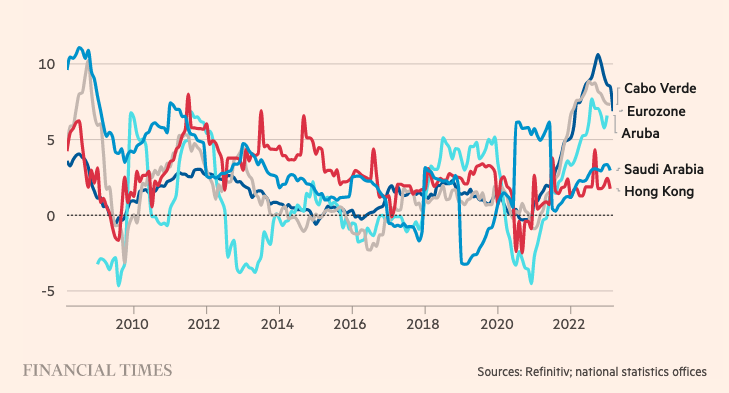 10
5
0
-5
2010 2012 2014 2016 2018 2020 2022
Cabo Verde
Eurozone
Aruba
Saudi Arabia
Hong Kong
FINANCIAL TIMES
Sources: Refinitiv; national statistics offices